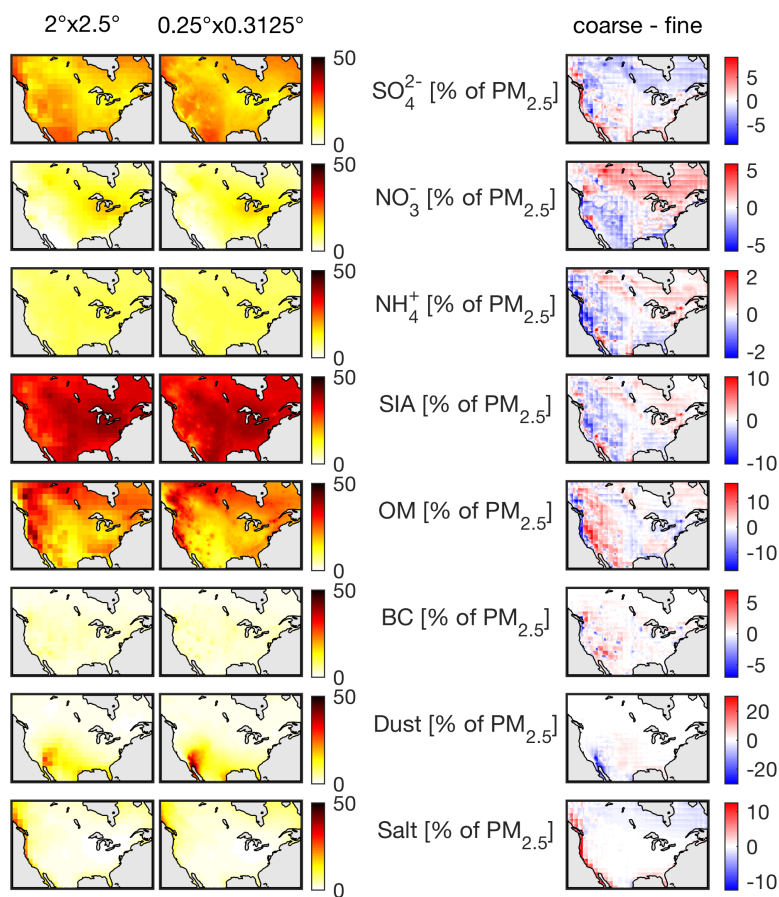 2°x2.5° 0.25°x0.3125° coarse - fine
50 0 SO₄²⁻ [% of PM₂.₅] 5 0 -5
50 0 NO₃⁻ [% of PM₂.₅] 5 0 -5
50 0 NH₄⁺ [% of PM₂.₅] 2 0 -2
50 0 SIA [% of PM₂.₅] 10 0 -10
50 0 OM [% of PM₂.₅] 10 0 -10
50 0 BC [% of PM₂.₅] 5 0 -5
50 0 Dust [% of PM₂.₅] 20 0 -20
50 0 Salt [% of PM₂.₅] 10 0 -10